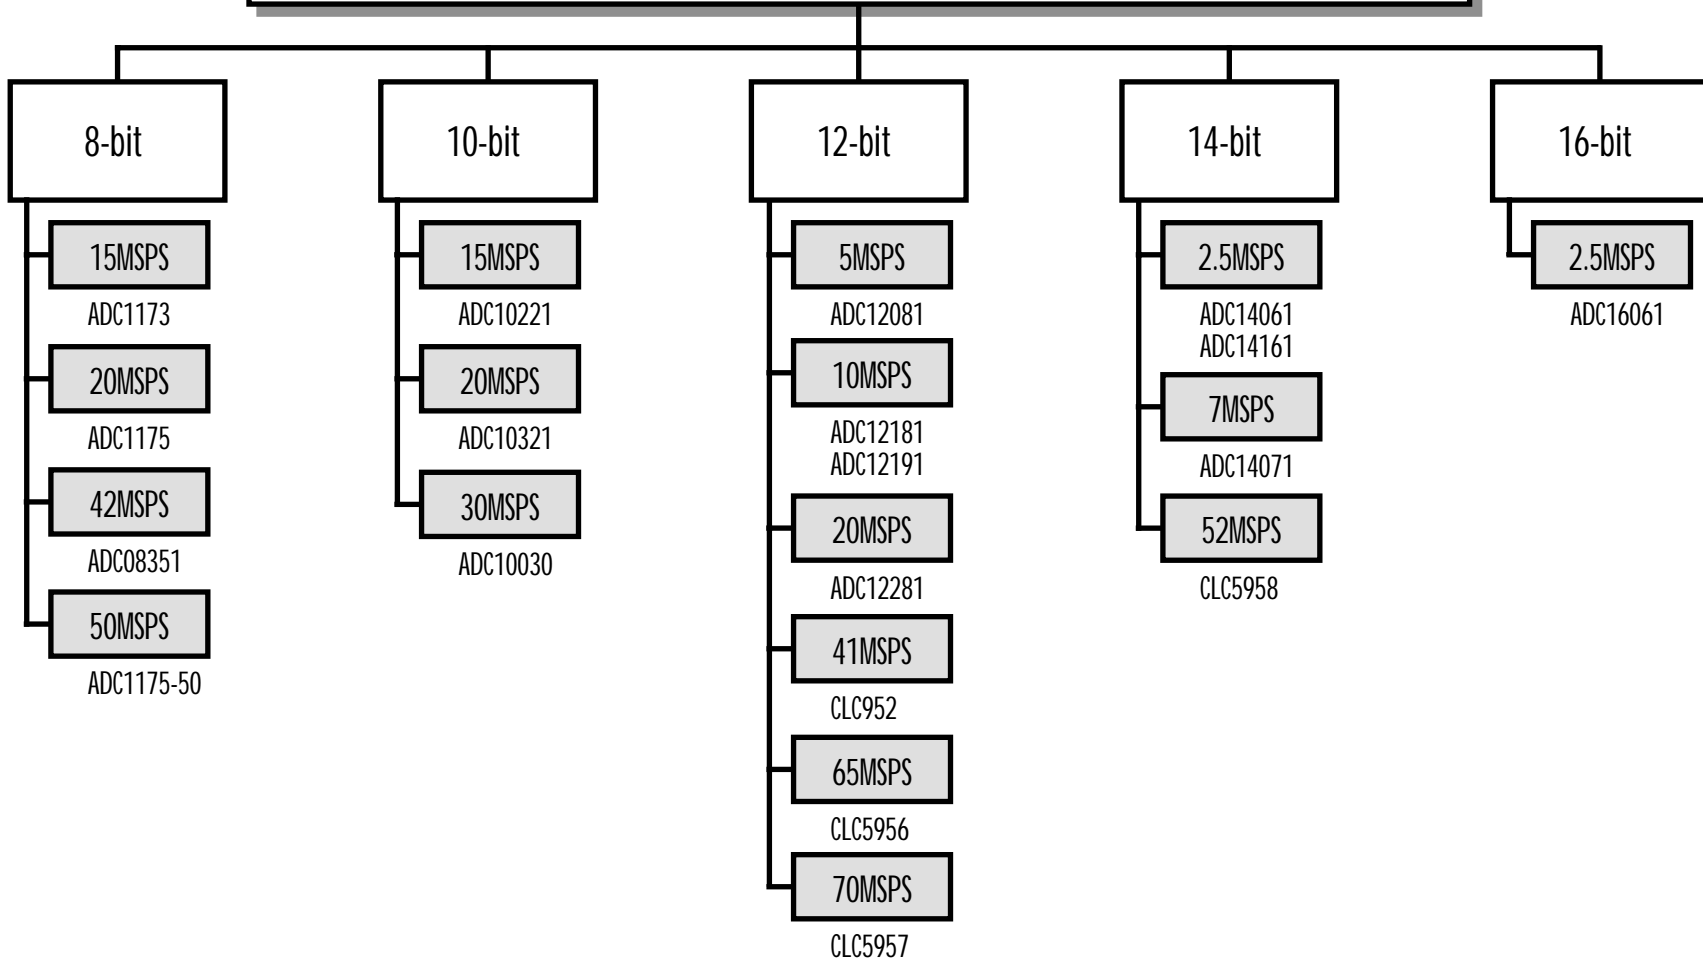 8-bit
15MSPS
ADC1173
20MSPS
ADC1175
42MSPS
ADC08351
50MSPS
ADC1175-50
10-bit
15MSPS
ADC10221
20MSPS
ADC10321
30MSPS
ADC10030
12-bit
5MSPS
ADC12081
10MSPS
ADC12181
ADC12191
20MSPS
ADC12281
41MSPS
CLC952
65MSPS
CLC5956
70MSPS
CLC5957
14-bit
2.5MSPS
ADC14061
ADC14161
7MSPS
ADC14071
52MSPS
CLC5958
16-bit
2.5MSPS
ADC16061